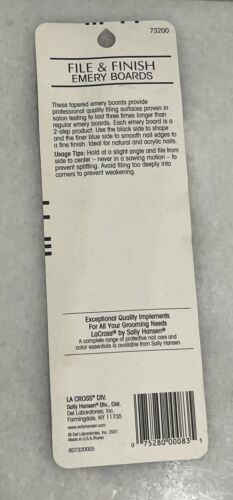 73200
FILE & FINISH
EMERY BOARDS
These tapered emery boards provide
professional quality filing surfaces proven in
salon testing to last three times longer than
regular emery boards. Each emery board is a
2-step product. Use the black side to shape
and the finer blue side to smooth nail edges to
a fine finish. Ideal for natural and acrylic nails.
Usage Tips: Hold at a slight angle and file from
side to center – never in a sawing motion – to
prevent splitting. Avoid filing too deeply into
corners to prevent weakening.
Exceptional Quality Implements
For All Your Grooming Needs
LaCross® by Sally Hansen®
A complete range of protective nail care and
color essentials is available from Sally Hansen.
LA CROSS® DIV.
Sally Hansen® Div., Dist.
Del Laboratories, Inc.
Farmingdale, NY 11735
www.sallyhansen.com
© Del Laboratories, Inc. 2001
Made in U.S.A./Korea
607320005
0 75280 00083 5